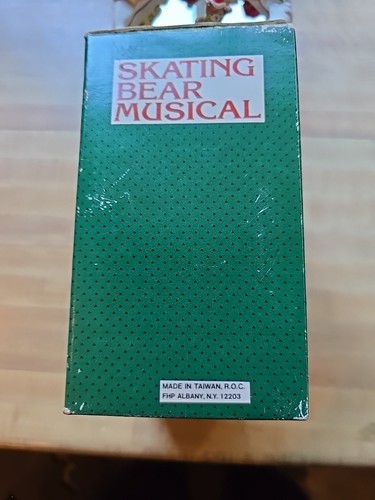 SKATING
BEAR
MUSICAL
MADE IN TAIWAN, R.O.C.
FHP ALBANY, N.Y. 12203